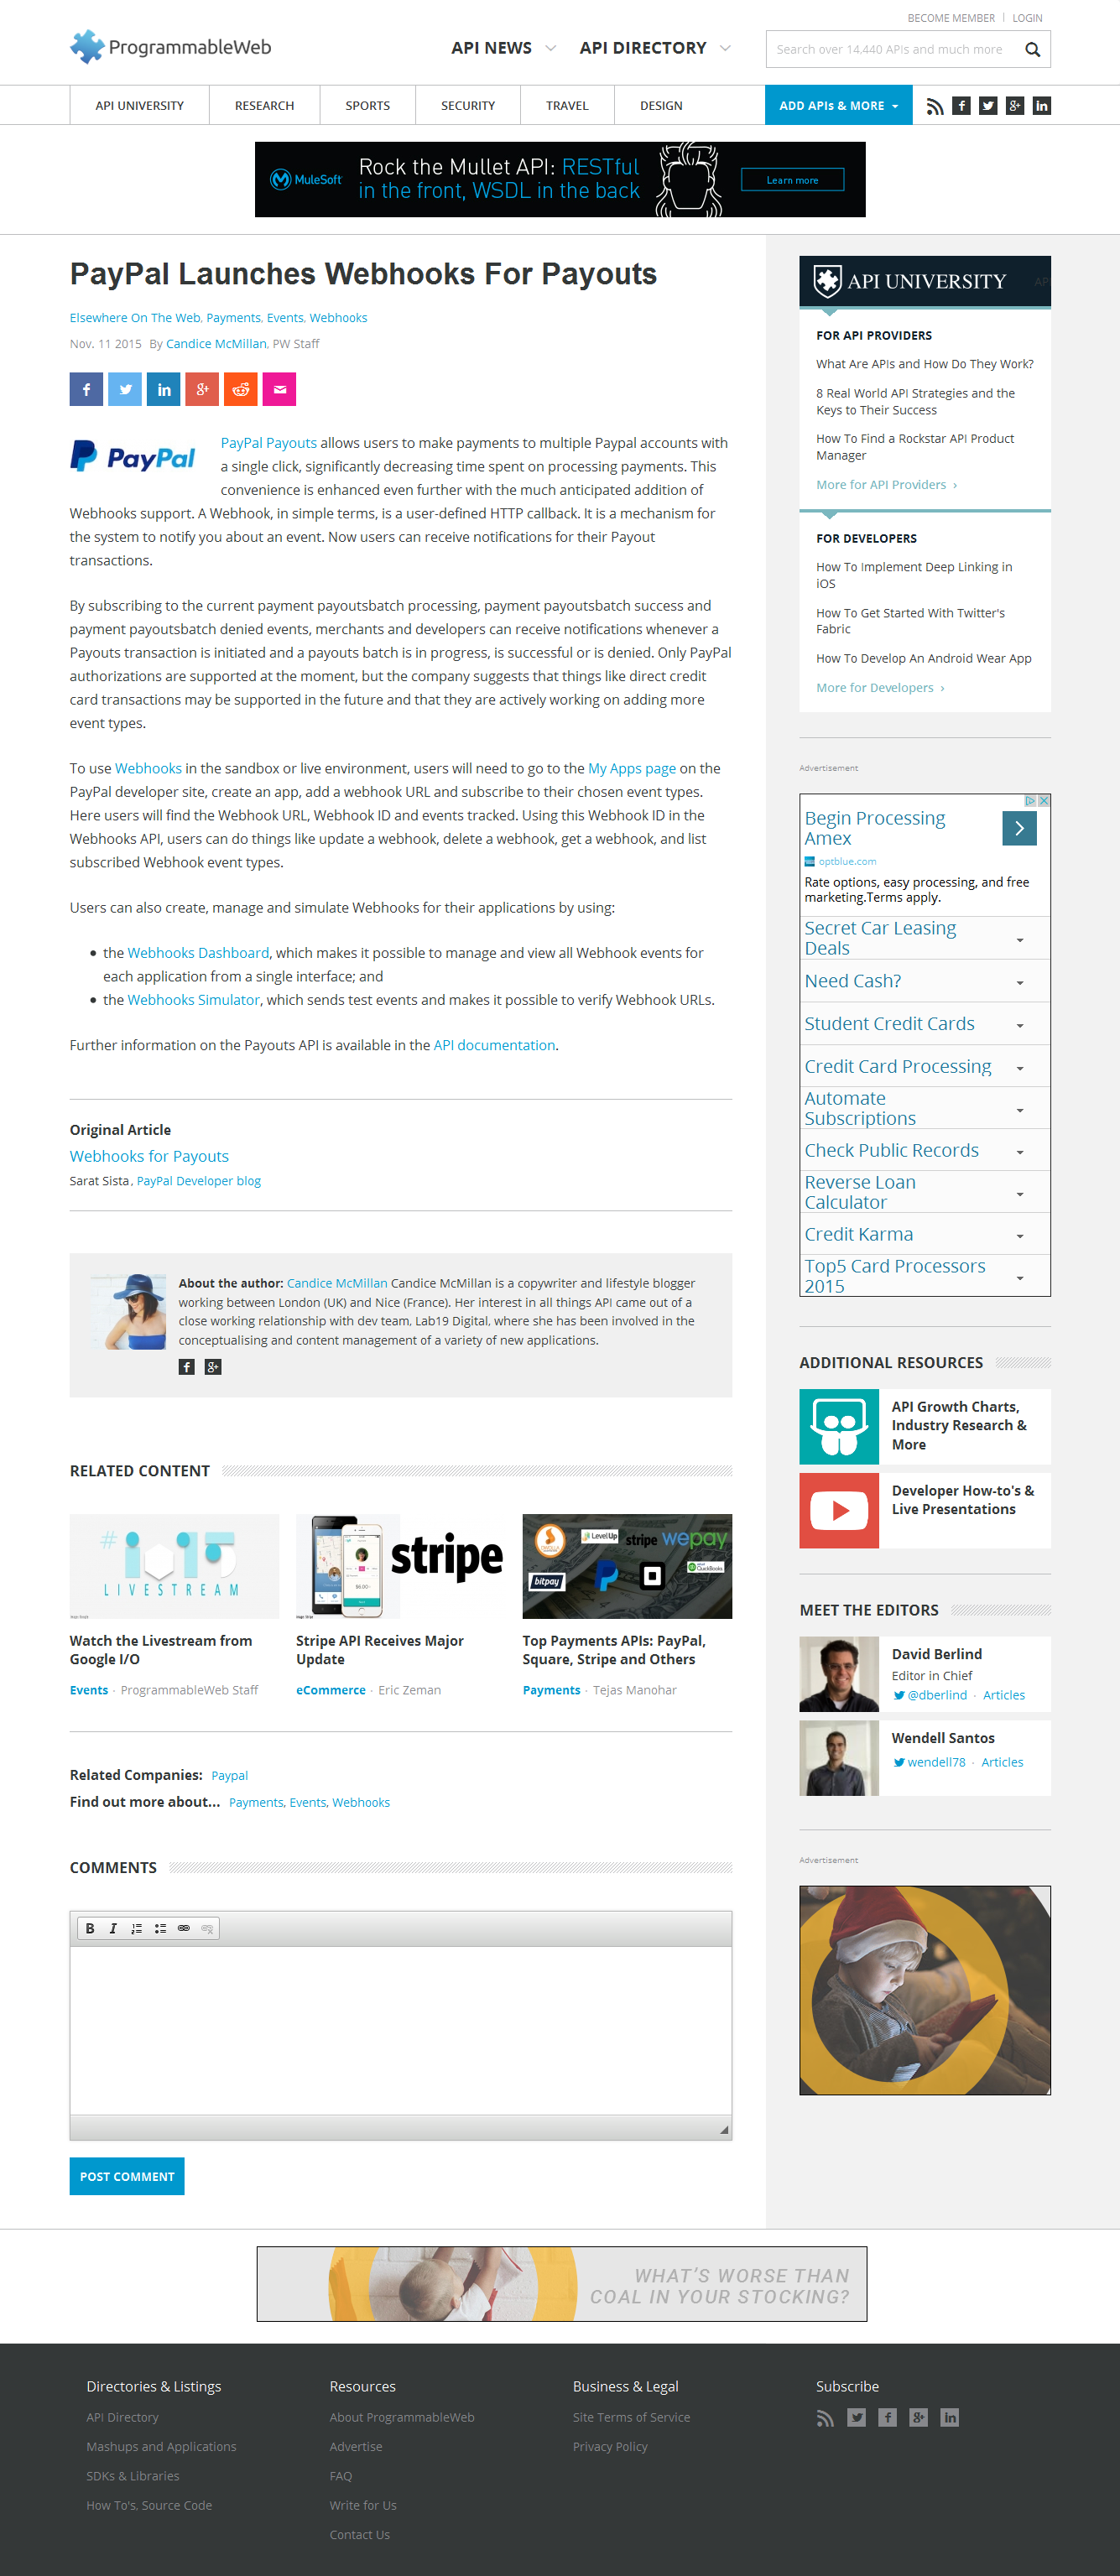 BECOME MEMBER | LOGIN
ProgrammableWeb
API NEWS
API DIRECTORY
Search over 14,440 APIs and much more
API UNIVERSITY
RESEARCH
SPORTS
SECURITY
TRAVEL
DESIGN
ADD APIs & MORE
MuleSoft
Rock the Mullet API: RESTful
in the front, WSDL in the back
Learn more
PayPal Launches Webhooks For Payouts
Elsewhere On The Web, Payments, Events, Webhooks
Nov. 11 2015 By Candice McMillan, PW Staff
PayPal
PayPal Payouts allows users to make payments to multiple Paypal accounts with
a single click, significantly decreasing time spent on processing payments. This
convenience is enhanced even further with the much anticipated addition of
Webhooks support. A Webhook, in simple terms, is a user-defined HTTP callback. It is a mechanism for
the system to notify you about an event. Now users can receive notifications for their Payout
transactions.
By subscribing to the current payment payoutsbatch processing, payment payoutsbatch success and
payment payoutsbatch denied events, merchants and developers can receive notifications whenever a
Payouts transaction is initiated and a payouts batch is in progress, is successful or is denied. Only PayPal
authorizations are supported at the moment, but the company suggests that things like direct credit
card transactions may be supported in the future and that they are actively working on adding more
event types.
To use Webhooks in the sandbox or live environment, users will need to go to the My Apps page on the
PayPal developer site, create an app, add a webhook URL and subscribe to their chosen event types.
Here users will find the Webhook URL, Webhook ID and events tracked. Using this Webhook ID in the
Webhooks API, users can do things like update a webhook, delete a webhook, get a webhook, and list
subscribed Webhook event types.
Users can also create, manage and simulate Webhooks for their applications by using:
• the Webhooks Dashboard, which makes it possible to manage and view all Webhook events for
each application from a single interface; and
• the Webhooks Simulator, which sends test events and makes it possible to verify Webhook URLs.
Further information on the Payouts API is available in the API documentation.
Original Article
Webhooks for Payouts
Sarat Sista, PayPal Developer blog
About the author: Candice McMillan Candice McMillan is a copywriter and lifestyle blogger
working between London (UK) and Nice (France). Her interest in all things API came out of a
close working relationship with dev team, Lab19 Digital, where she has been involved in the
conceptualising and content management of a variety of new applications.
RELATED CONTENT
#io15
LIVESTREAM
Watch the Livestream from
Google I/O
Events · ProgrammableWeb Staff
stripe
Stripe API Receives Major
Update
eCommerce · Eric Zeman
LevelUp
stripe
wepay
bitpay
QuickBooks
Top Payments APIs: PayPal,
Square, Stripe and Others
Payments · Tejas Manohar
Related Companies: Paypal
Find out more about... Payments, Events, Webhooks
COMMENTS
POST COMMENT
API UNIVERSITY
API
FOR API PROVIDERS
What Are APIs and How Do They Work?
8 Real World API Strategies and the
Keys to Their Success
How To Find a Rockstar API Product
Manager
More for API Providers ›
FOR DEVELOPERS
How To Implement Deep Linking in
iOS
How To Get Started With Twitter's
Fabric
How To Develop An Android Wear App
More for Developers ›
Advertisement
Begin Processing
Amex
optblue.com
Rate options, easy processing, and free
marketing.Terms apply.
Secret Car Leasing
Deals
Need Cash?
Student Credit Cards
Credit Card Processing
Automate
Subscriptions
Check Public Records
Reverse Loan
Calculator
Credit Karma
Top5 Card Processors
2015
ADDITIONAL RESOURCES
API Growth Charts,
Industry Research &
More
Developer How-to's &
Live Presentations
MEET THE EDITORS
David Berlind
Editor in Chief
@dberlind · Articles
Wendell Santos
wendell78 · Articles
Advertisement
WHAT'S WORSE THAN
COAL IN YOUR STOCKING?
Directories & Listings
API Directory
Mashups and Applications
SDKs & Libraries
How To's, Source Code
Resources
About ProgrammableWeb
Advertise
FAQ
Write for Us
Contact Us
Business & Legal
Site Terms of Service
Privacy Policy
Subscribe